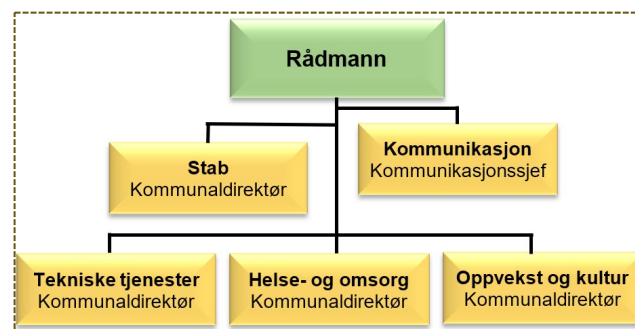 Rådmann
Stab
Kommunaldirektør
Kommunikasjon
Kommunikasjonssjef
Tekniske tjenester
Kommunaldirektør
Helse- og omsorg
Kommunaldirektør
Oppvekst og kultur
Kommunaldirektør